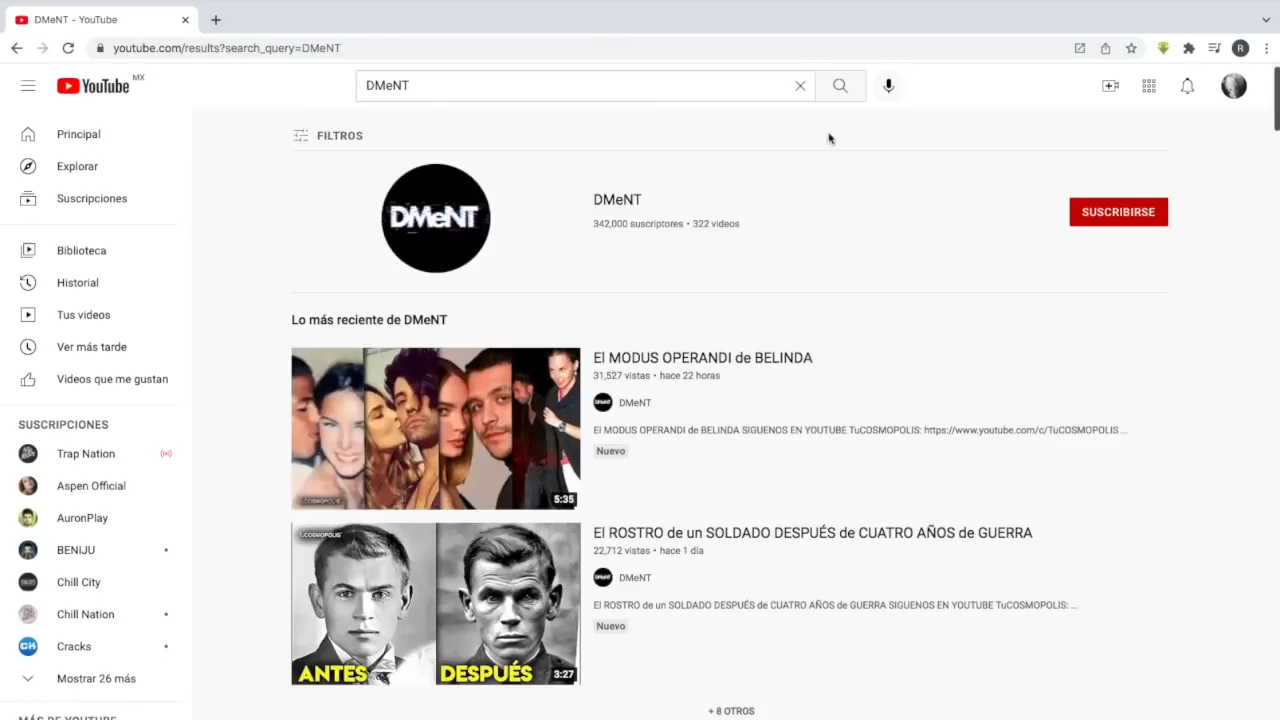 DMeNT - YouTube
youtube.com/results?search_query=DMeNT
R
YouTube MX
DMeNT
Principal
Explorar
Suscripciones
Biblioteca
Historial
Tus videos
Ver más tarde
Videos que me gustan
SUSCRIPCIONES
Trap Nation
Aspen Official
AuronPlay
BENIJU
Chill City
Chill Nation
Cracks
Mostrar 26 más
MÁS DE YOUTUBE
FILTROS
DMeNT
DMeNT
342,000 suscriptores • 322 videos
SUSCRIBIRSE
Lo más reciente de DMeNT
T.COSMOPOLIS
5:35
El MODUS OPERANDI de BELINDA
31,527 vistas • hace 22 horas
DMeNT
El MODUS OPERANDI de BELINDA SIGUENOS EN YOUTUBE TuCOSMOPOLIS: https://www.youtube.com/c/TuCOSMOPOLIS ...
Nuevo
T.COSMOPOLIS
ANTES
DESPUÉS
3:27
El ROSTRO de un SOLDADO DESPUÉS de CUATRO AÑOS de GUERRA
22,712 vistas • hace 1 día
DMeNT
El ROSTRO de un SOLDADO DESPUÉS de CUATRO AÑOS de GUERRA SIGUENOS EN YOUTUBE TuCOSMOPOLIS: ...
Nuevo
+ 8 OTROS